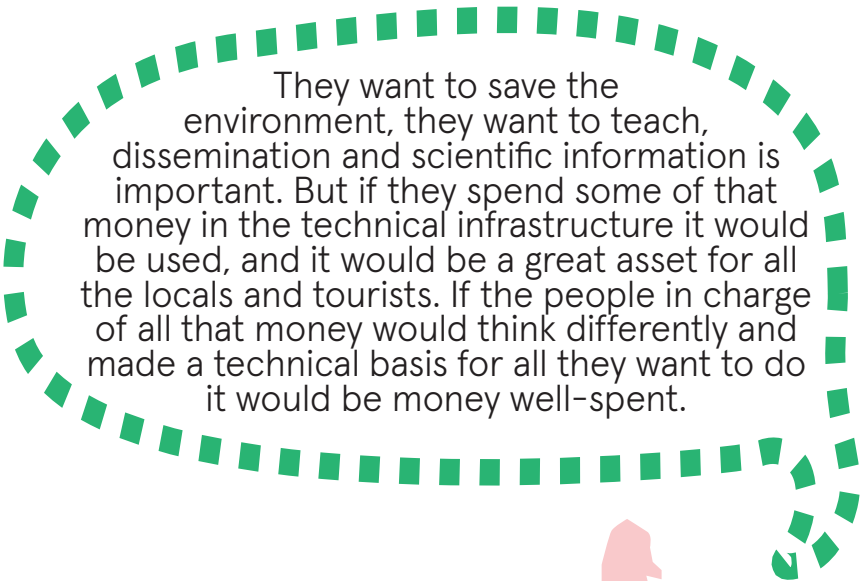 They want to save the
environment, they want to teach,
dissemination and scientific information is
important. But if they spend some of that
money in the technical infrastructure it would
be used, and it would be a great asset for all
the locals and tourists. If the people in charge
of all that money would think differently and
made a technical basis for all they want to do
it would be money well-spent.